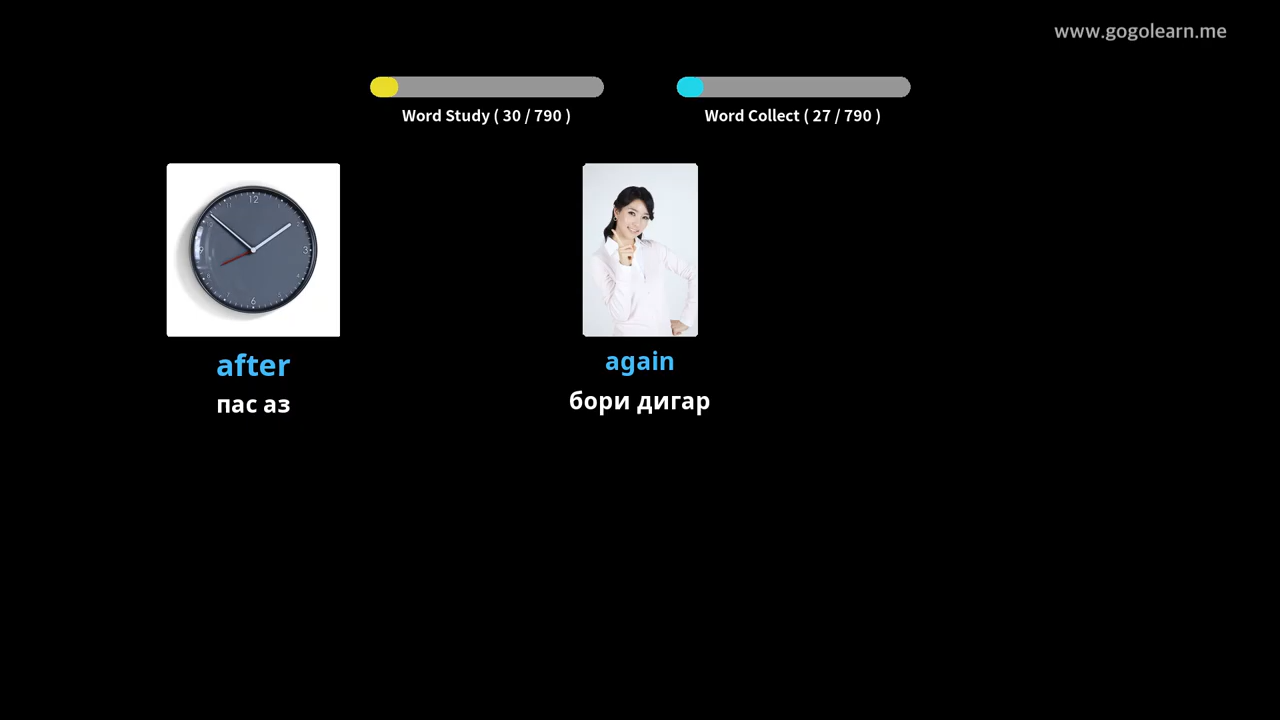 www.gogolearn.me
Word Study ( 30 / 790 )
Word Collect ( 27 / 790 )
after
пас аз
again
бори дигар